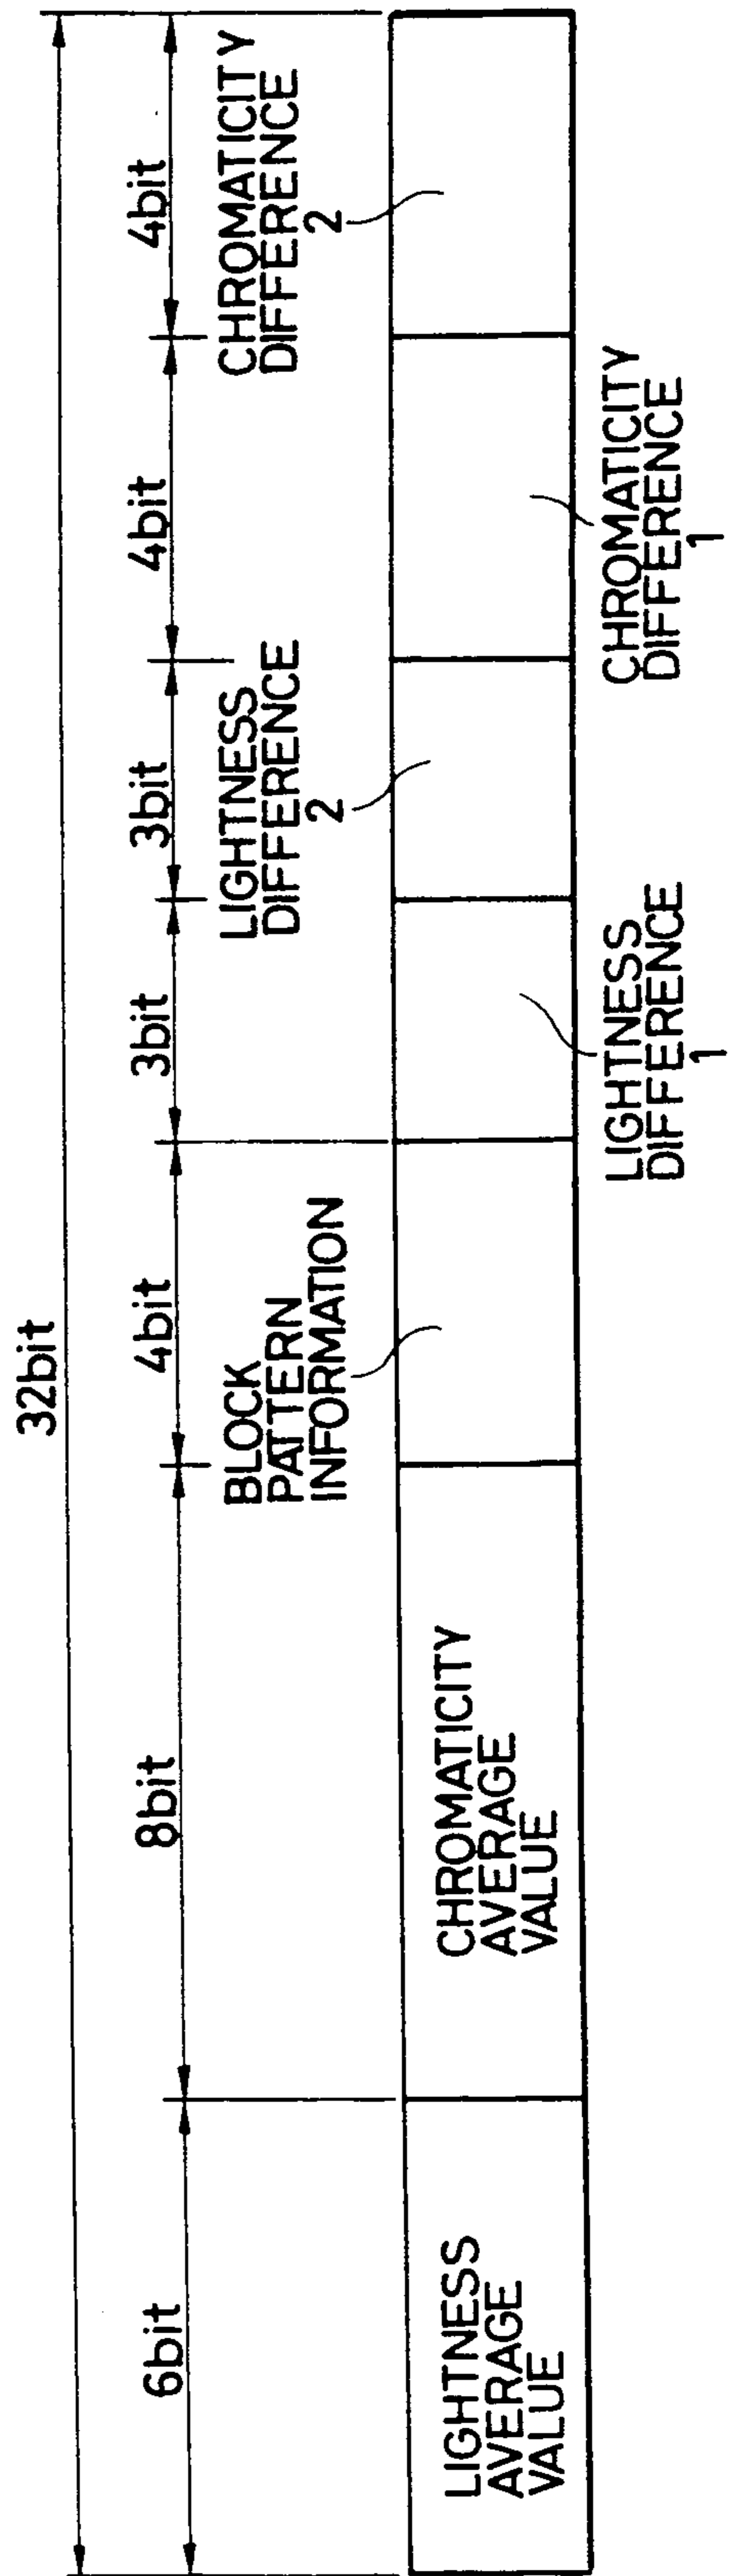 32bit
6bit
8bit
4bit
3bit
3bit
4bit
4bit
LIGHTNESS
AVERAGE
VALUE
CHROMATICITY
AVERAGE
VALUE
BLOCK
PATTERN
INFORMATION
LIGHTNESS
DIFFERENCE
1
LIGHTNESS
DIFFERENCE
2
CHROMATICITY
DIFFERENCE
1
CHROMATICITY
DIFFERENCE
2